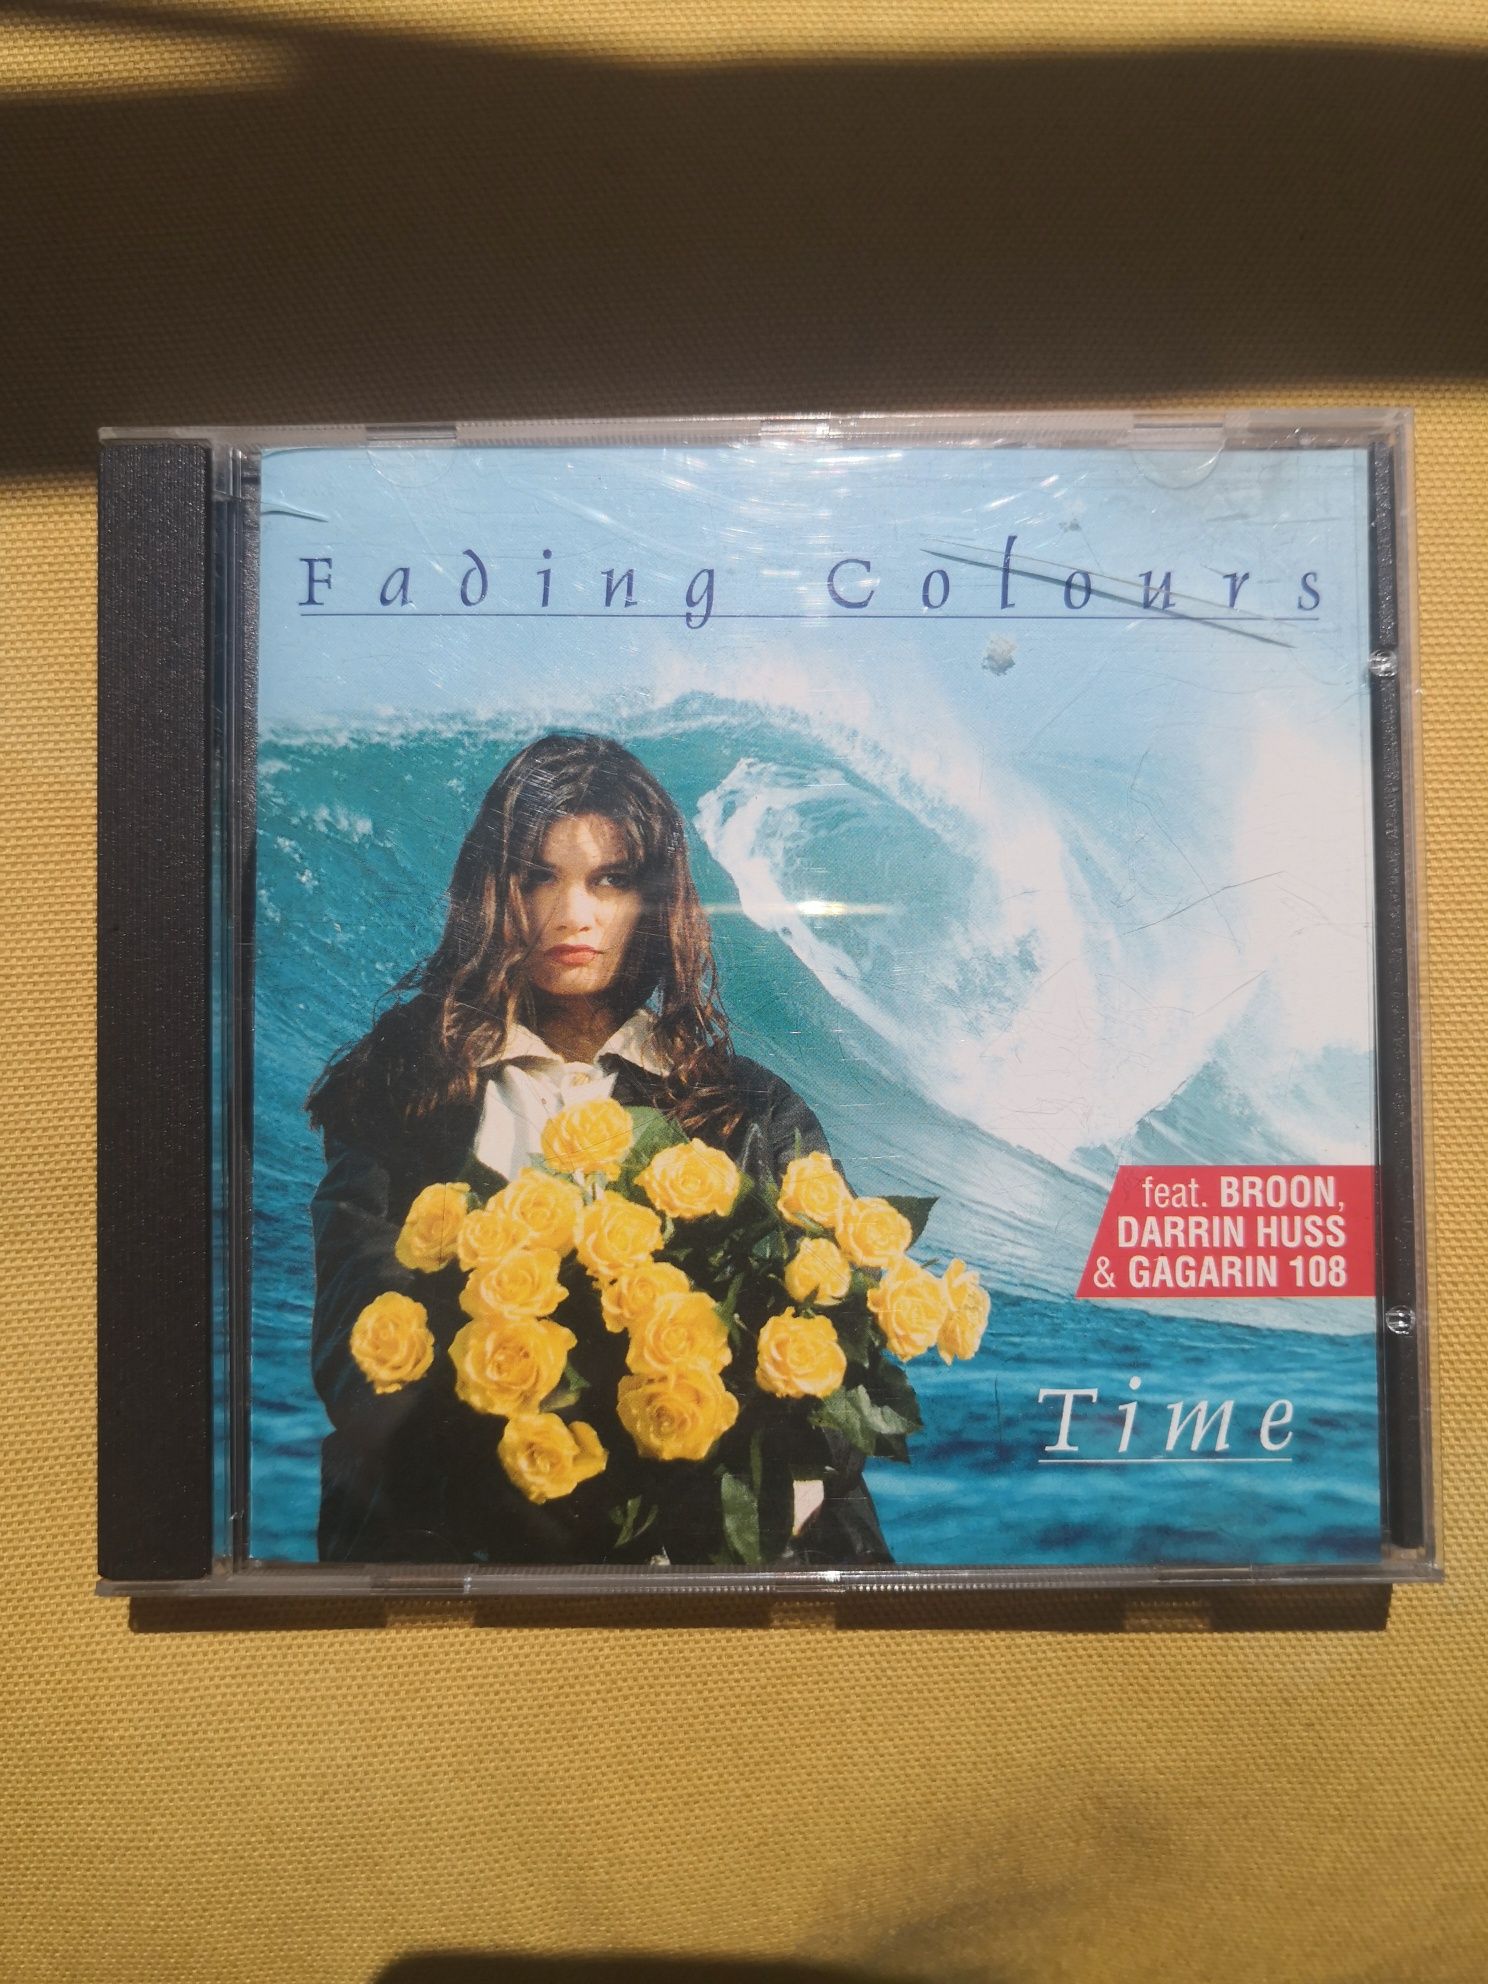 Fading Colours
feat. BROON,
DARRIN HUSS
& GAGARIN 108
Time